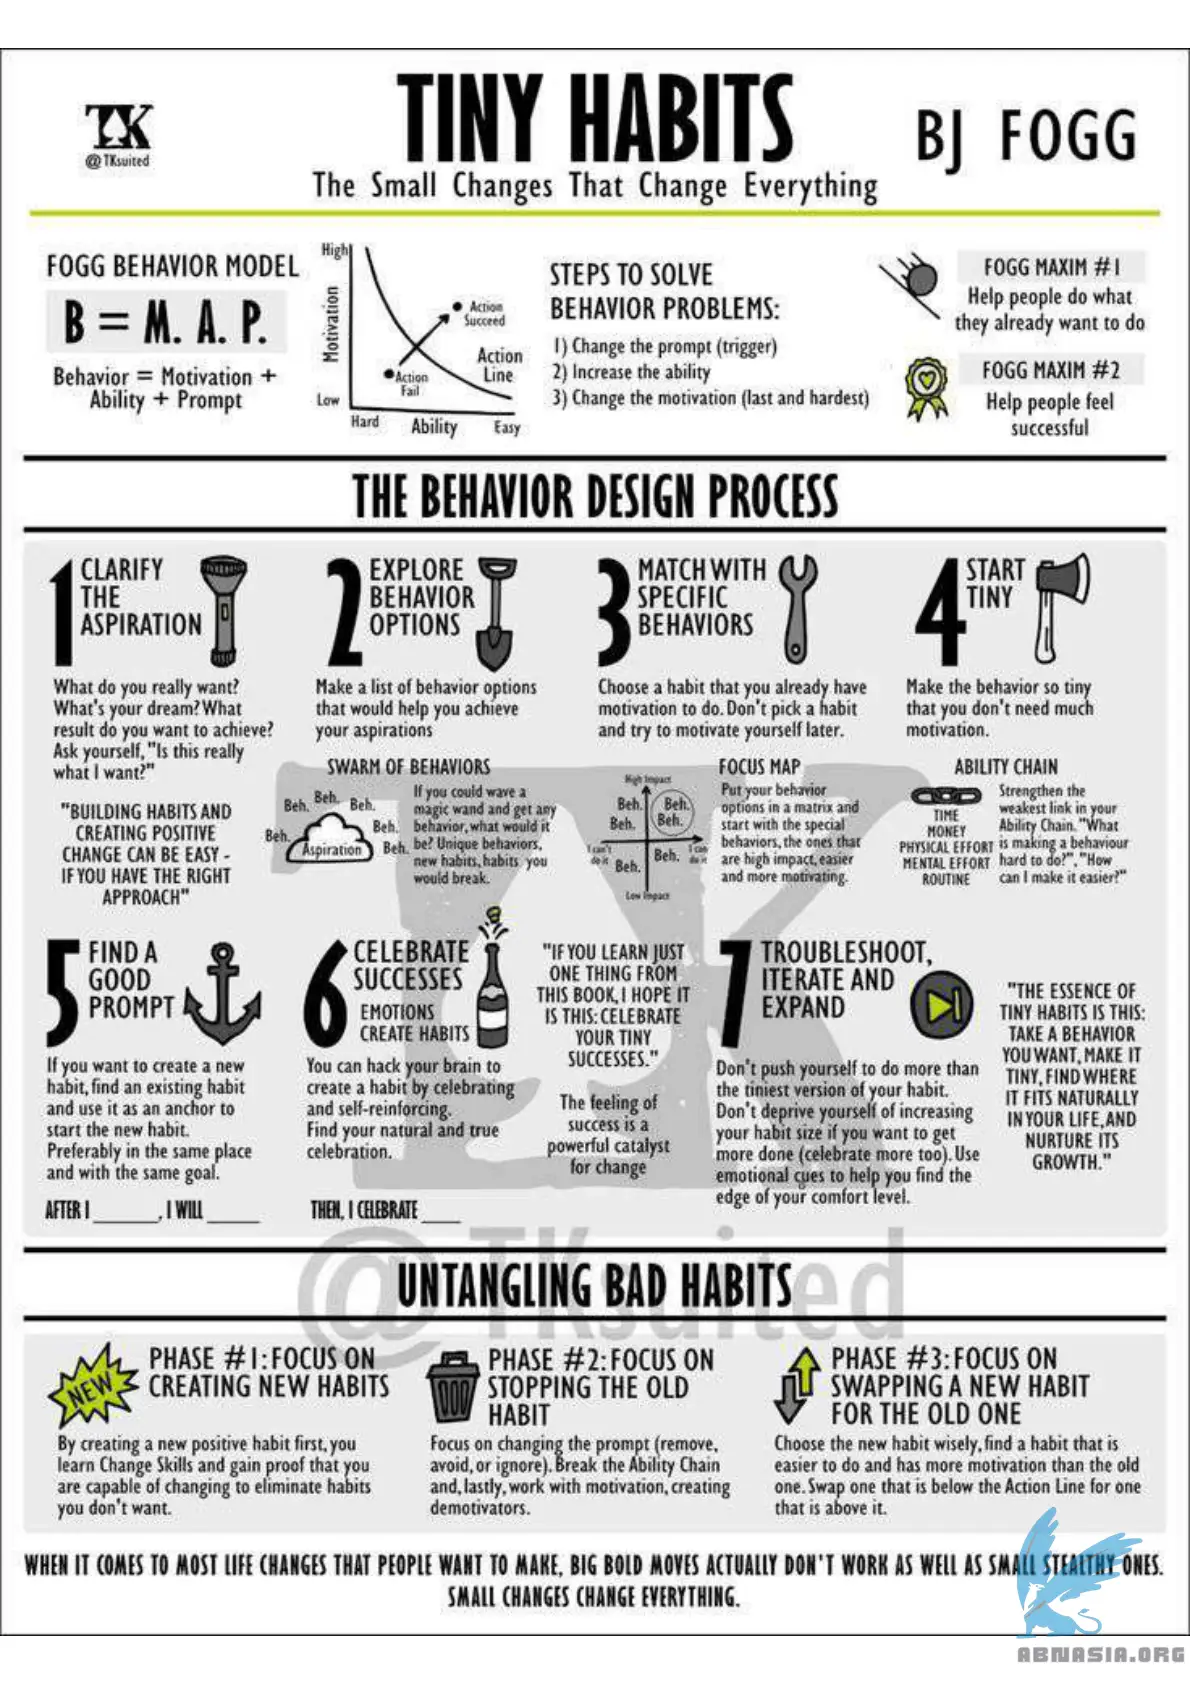 TK
@TKsuited
TINY HABITS
The Small Changes That Change Everything
BJ FOGG
FOGG BEHAVIOR MODEL
B = M. A. P.
Behavior = Motivation +
Ability + Prompt
High
Motivation
Low
Action
Succeed
Action
Fail
Action
Line
Hard
Ability
Easy
STEPS TO SOLVE
BEHAVIOR PROBLEMS:
1) Change the prompt (trigger)
2) Increase the ability
3) Change the motivation (last and hardest)
FOGG MAXIM #1
Help people do what
they already want to do
FOGG MAXIM #2
Help people feel
successful
THE BEHAVIOR DESIGN PROCESS
1 CLARIFY
THE
ASPIRATION
What do you really want?
What's your dream? What
result do you want to achieve?
Ask yourself, "Is this really
what I want?"
"BUILDING HABITS AND
CREATING POSITIVE
CHANGE CAN BE EASY -
IF YOU HAVE THE RIGHT
APPROACH"
2 EXPLORE
BEHAVIOR
OPTIONS
Make a list of behavior options
that would help you achieve
your aspirations
SWARM OF BEHAVIORS
Beh.
Beh.
Beh.
Beh.
Beh.
Beh.
Aspiration
If you could wave a
magic wand and get any
behavior, what would it
be? Unique behaviors,
new habits, habits you
would break.
3 MATCH WITH
SPECIFIC
BEHAVIORS
Choose a habit that you already have
motivation to do. Don't pick a habit
and try to motivate yourself later.
High Impact
Beh.
Beh.
Beh.
Beh.
I can't
do it
I can
do it
Beh.
Beh.
Low Impact
FOCUS MAP
Put your behavior
options in a matrix and
start with the special
behaviors, the ones that
are high impact, easier
and more motivating.
4 START
TINY
Make the behavior so tiny
that you don't need much
motivation.
ABILITY CHAIN
TIME
MONEY
PHYSICAL EFFORT
MENTAL EFFORT
ROUTINE
Strengthen the
weakest link in your
Ability Chain. "What
is making a behaviour
hard to do?", "How
can I make it easier?"
5 FIND A
GOOD
PROMPT
If you want to create a new
habit, find an existing habit
and use it as an anchor to
start the new habit.
Preferably in the same place
and with the same goal.
AFTER I ______, I WILL _____
6 CELEBRATE
SUCCESSES
EMOTIONS
CREATE HABITS
You can hack your brain to
create a habit by celebrating
and self-reinforcing.
Find your natural and true
celebration.
THEN, I CELEBRATE ____
"IF YOU LEARN JUST
ONE THING FROM
THIS BOOK, I HOPE IT
IS THIS: CELEBRATE
YOUR TINY
SUCCESSES."
The feeling of
success is a
powerful catalyst
for change
7 TROUBLESHOOT,
ITERATE AND
EXPAND
Don't push yourself to do more than
the tiniest version of your habit.
Don't deprive yourself of increasing
your habit size if you want to get
more done (celebrate more too). Use
emotional cues to help you find the
edge of your comfort level.
"THE ESSENCE OF
TINY HABITS IS THIS:
TAKE A BEHAVIOR
YOU WANT, MAKE IT
TINY, FIND WHERE
IT FITS NATURALLY
IN YOUR LIFE, AND
NURTURE ITS
GROWTH."
TK
@TKsuited
UNTANGLING BAD HABITS
NEW
PHASE #1: FOCUS ON
CREATING NEW HABITS
By creating a new positive habit first, you
learn Change Skills and gain proof that you
are capable of changing to eliminate habits
you don't want.
PHASE #2: FOCUS ON
STOPPING THE OLD
HABIT
Focus on changing the prompt (remove,
avoid, or ignore). Break the Ability Chain
and, lastly, work with motivation, creating
demotivators.
PHASE #3: FOCUS ON
SWAPPING A NEW HABIT
FOR THE OLD ONE
Choose the new habit wisely, find a habit that is
easier to do and has more motivation than the old
one. Swap one that is below the Action Line for one
that is above it.
WHEN IT COMES TO MOST LIFE CHANGES THAT PEOPLE WANT TO MAKE, BIG BOLD MOVES ACTUALLY DON'T WORK AS WELL AS SMALL STEALTHY ONES.
SMALL CHANGES CHANGE EVERYTHING.
ABNASIA.ORG